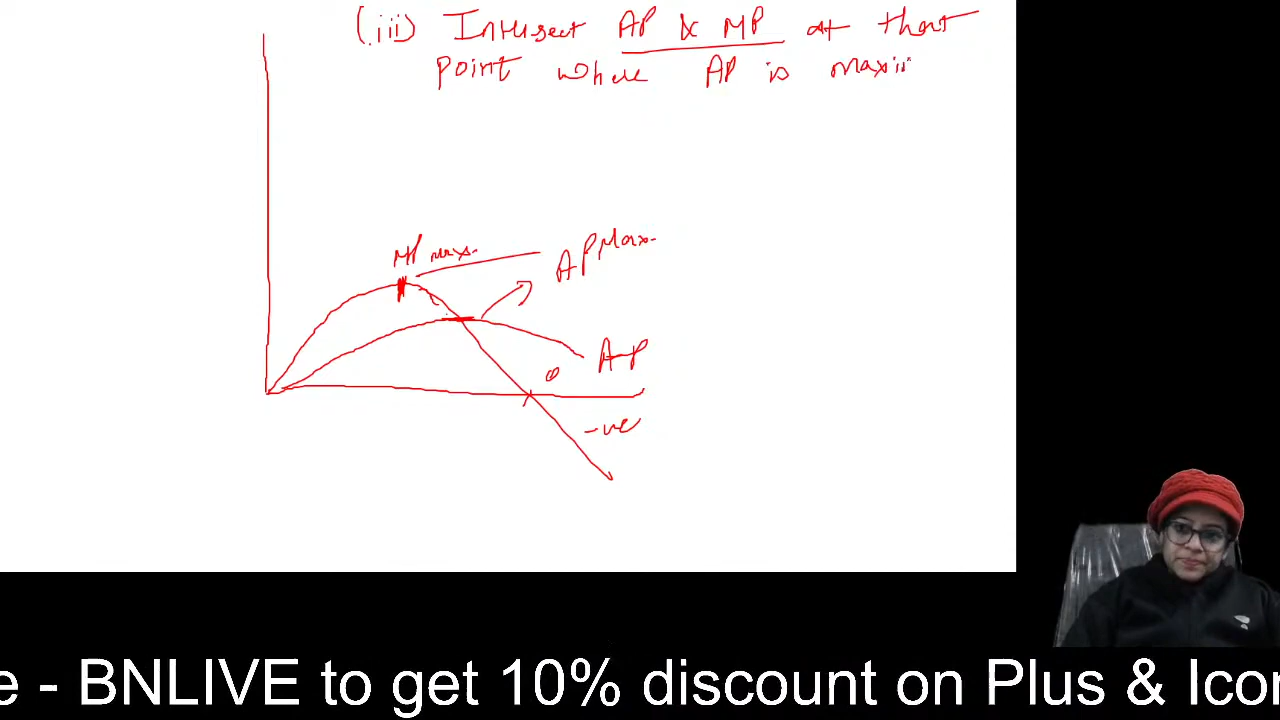 (iii) Intersect AP & MP at that
point where AP is maxi
MP max.
AP Max.
AP
0
-ve
e - BNLIVE to get 10% discount on Plus & Icon